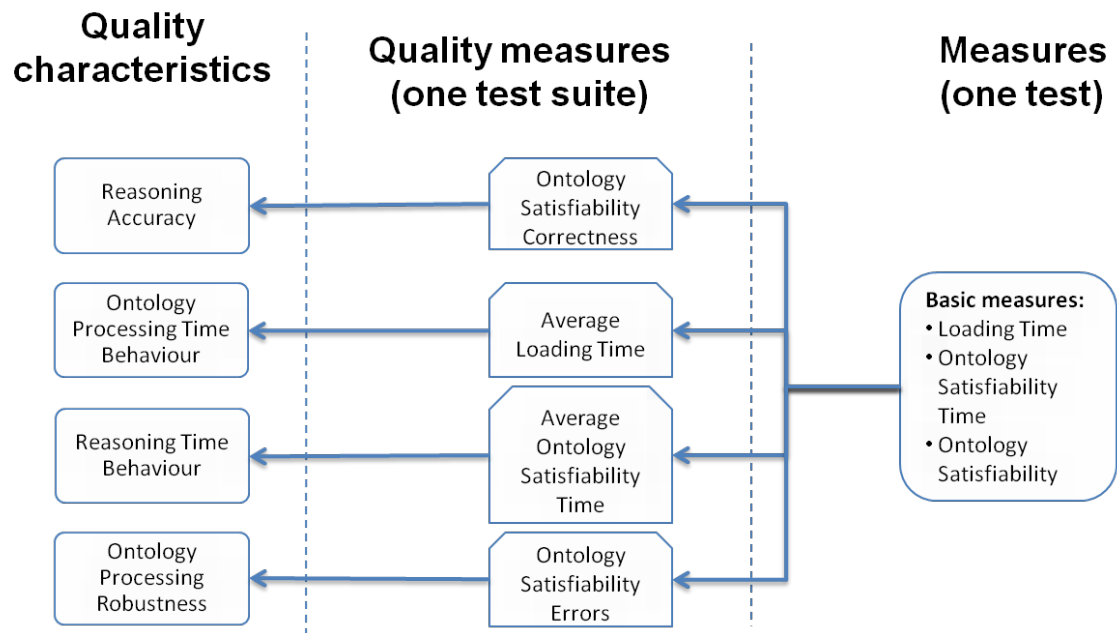 Quality
characteristics
Quality measures
(one test suite)
Measures
(one test)
Reasoning
Accuracy
Ontology
Satisfiability
Correctness
Ontology
Processing Time
Behaviour
Average
Loading Time
Reasoning Time
Behaviour
Average
Ontology
Satisfiability
Time
Ontology
Processing
Robustness
Ontology
Satisfiability
Errors
Basic measures:
• Loading Time
• Ontology
Satisfiability
Time
• Ontology
Satisfiability